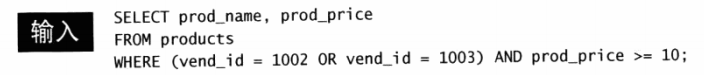 输入
SELECT prod_name, prod_price
FROM products
WHERE (vend_id = 1002 OR vend_id = 1003) AND prod_price >= 10;